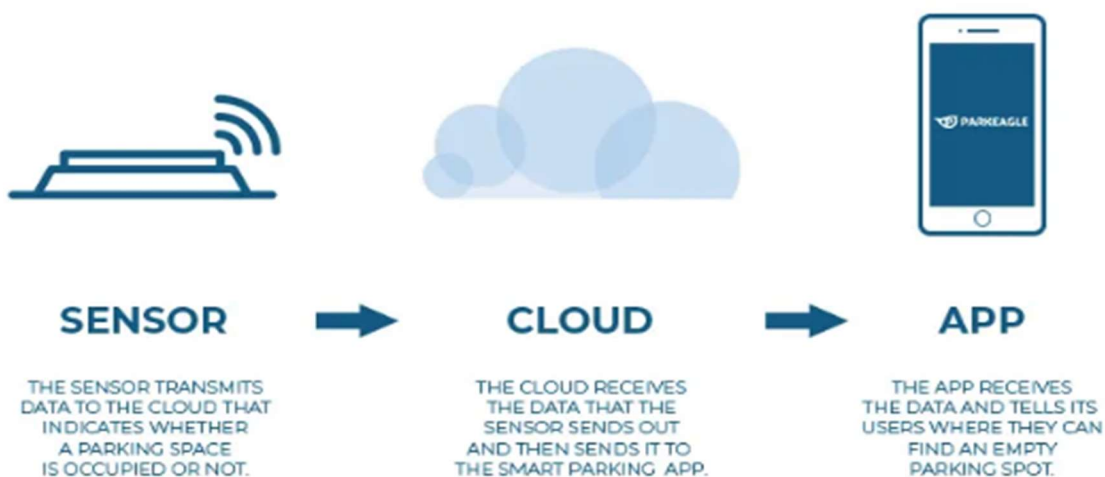 PARKEAGLE
SENSOR
CLOUD
APP
THE SENSOR TRANSMITS
DATA TO THE CLOUD THAT
INDICATES WHETHER
A PARKING SPACE
IS OCCUPIED OR NOT.
THE CLOUD RECEIVES
THE DATA THAT THE
SENSOR SENDS OUT
AND THEN SENDS IT TO
THE SMART PARKING APP.
THE APP RECEIVES
THE DATA AND TELLS ITS
USERS WHERE THEY CAN
FIND AN EMPTY
PARKING SPOT.